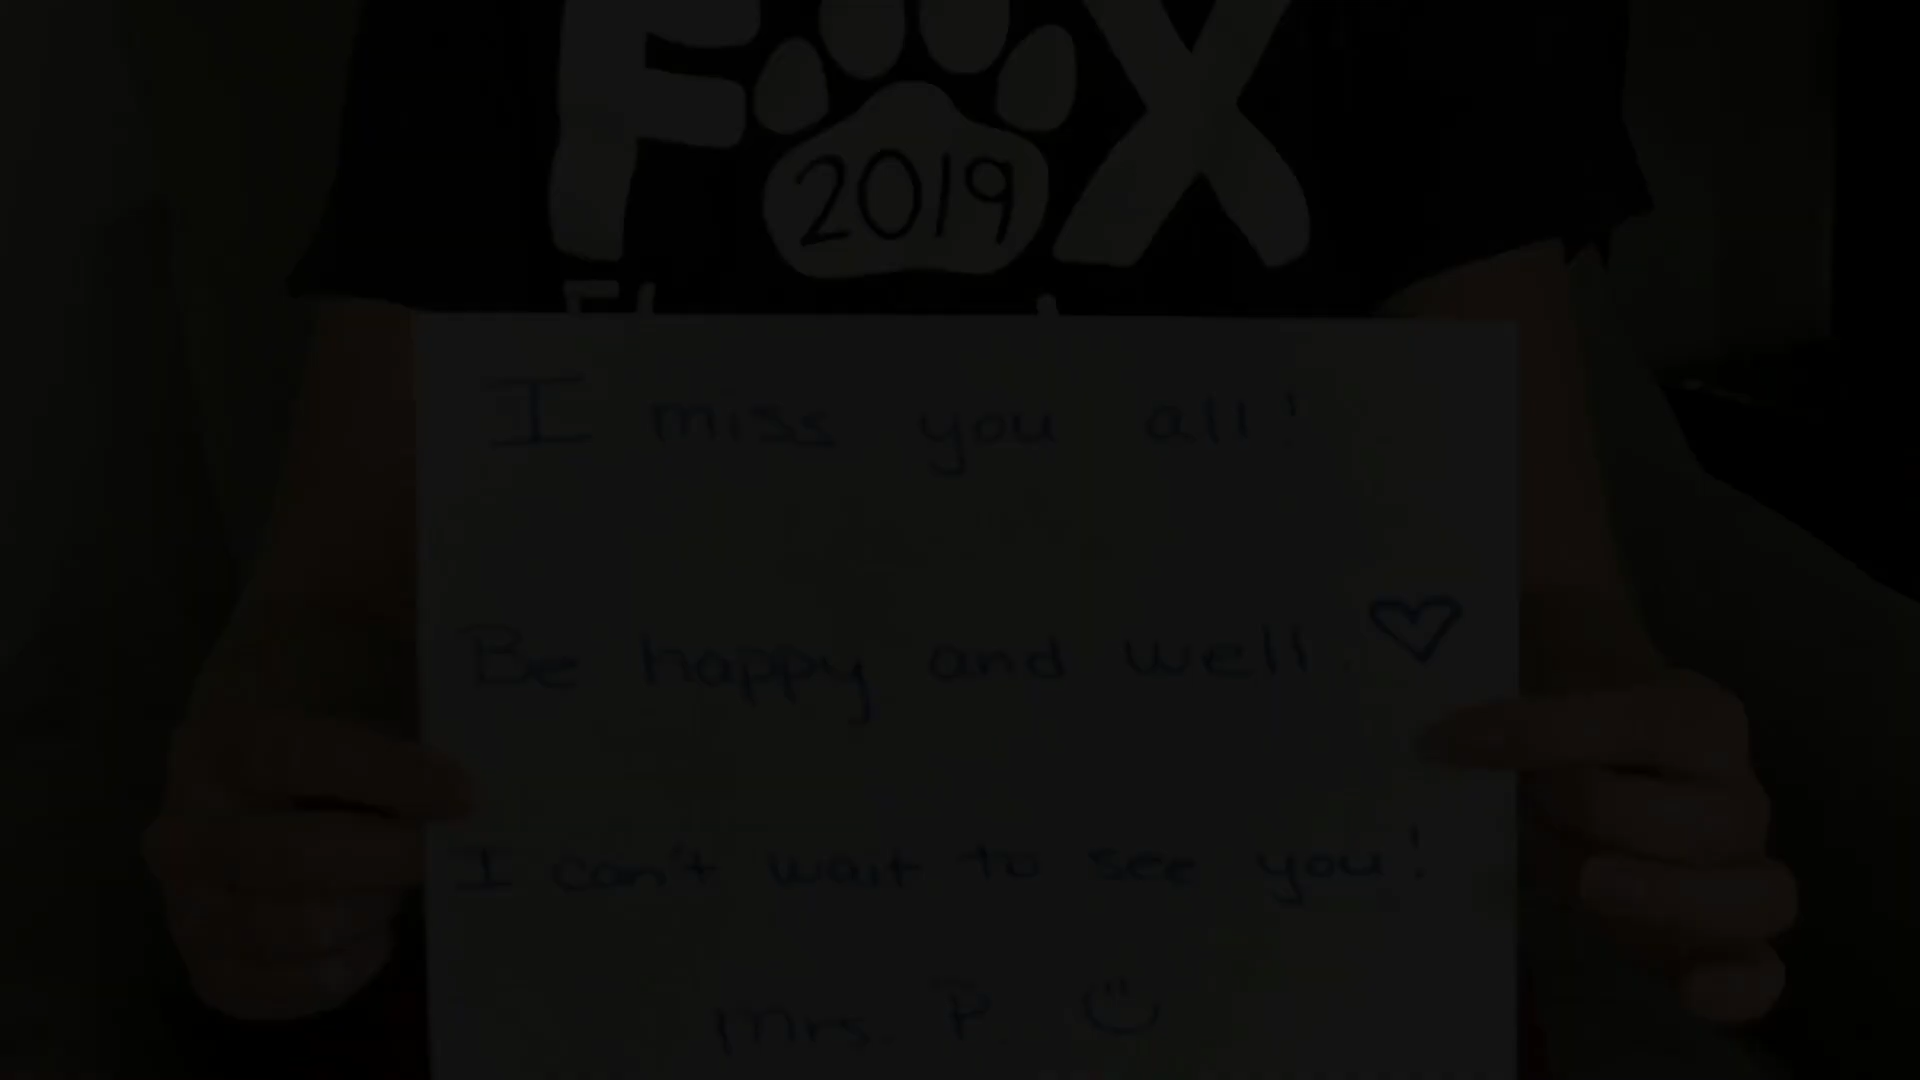 FOX
2019
I miss you all!
Be happy and well ♡
I can't wait to see you!
Mrs. P ☺